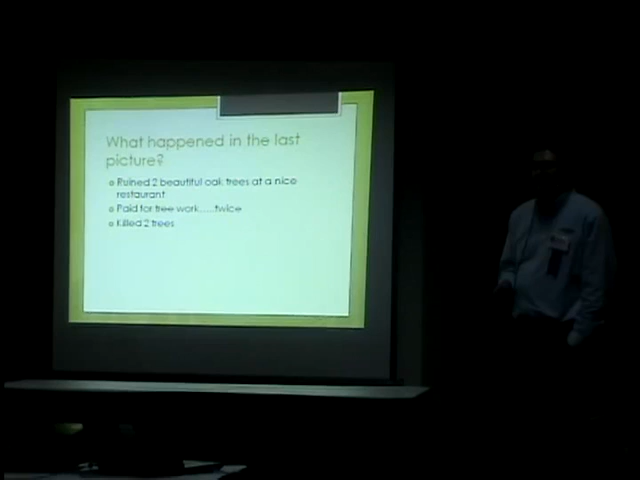 What happened in the last
picture?
Ruined 2 beautiful oak trees at a nice
restaurant
Paid for tree work.....twice
Killed 2 trees